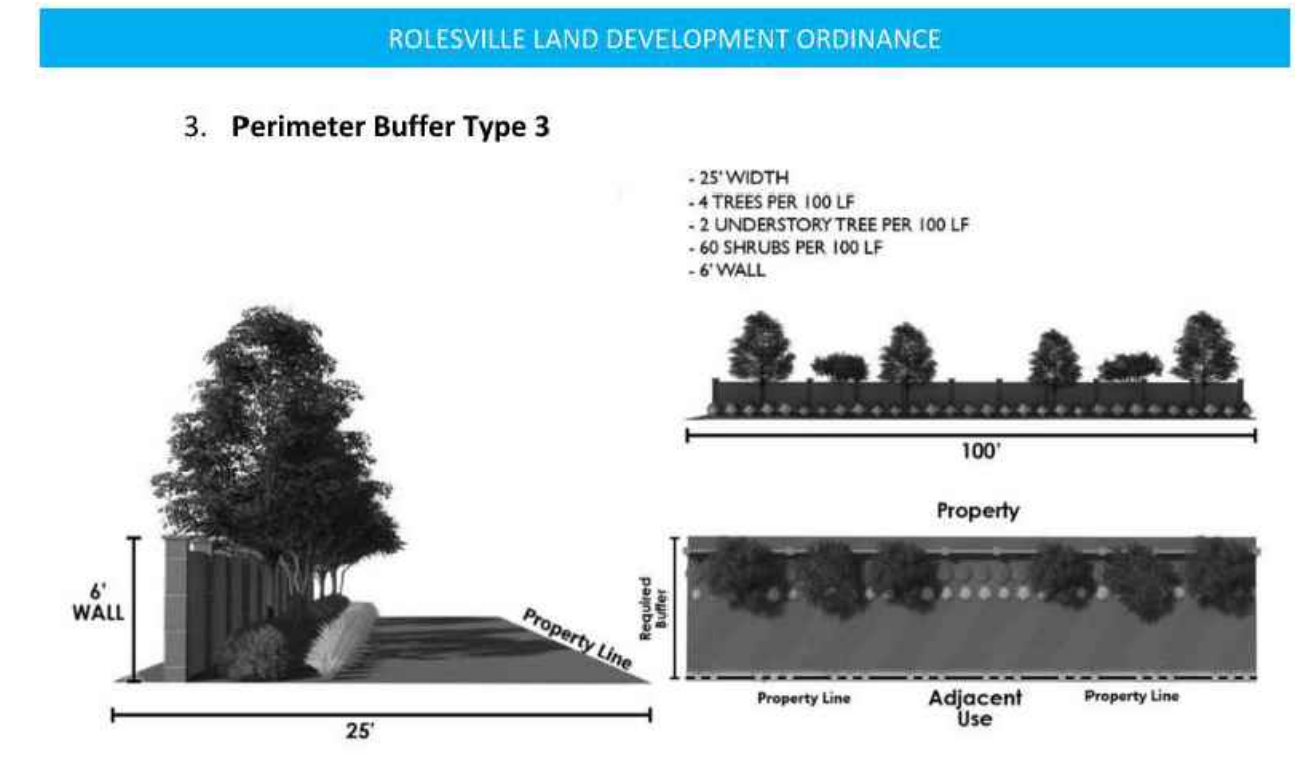 ROLESVILLE LAND DEVELOPMENT ORDINANCE
3. Perimeter Buffer Type 3
- 25' WIDTH
- 4 TREES PER 100 LF
- 2 UNDERSTORY TREE PER 100 LF
- 60 SHRUBS PER 100 LF
- 6' WALL
100'
6'
WALL
Property Line
25'
Property
Required
Buffer
Property Line
Adjacent
Use
Property Line